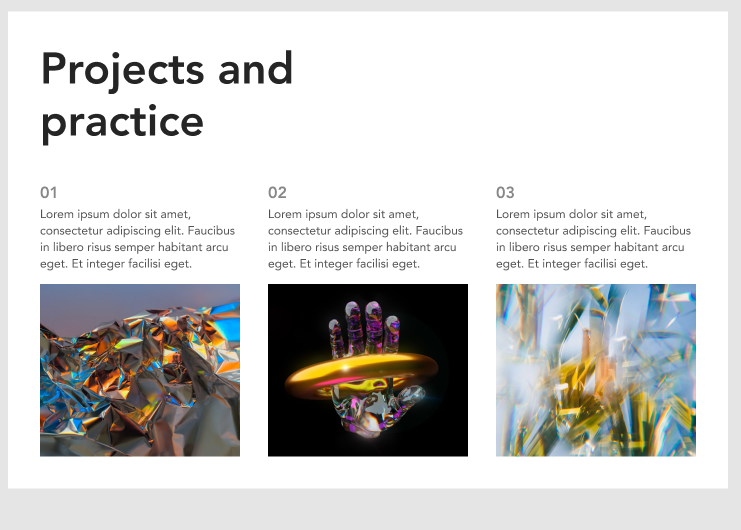 Projects and
practice
01
Lorem ipsum dolor sit amet,
consectetur adipiscing elit. Faucibus
in libero risus semper habitant arcu
eget. Et integer facilisi eget.
02
Lorem ipsum dolor sit amet,
consectetur adipiscing elit. Faucibus
in libero risus semper habitant arcu
eget. Et integer facilisi eget.
03
Lorem ipsum dolor sit amet,
consectetur adipiscing elit. Faucibus
in libero risus semper habitant arcu
eget. Et integer facilisi eget.